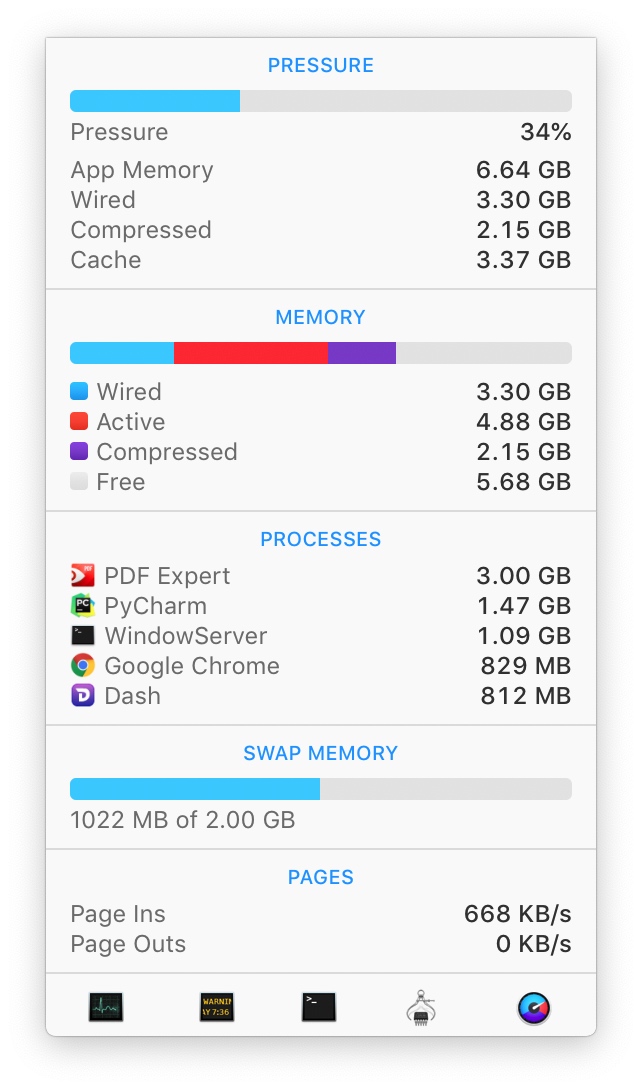 PRESSURE
Pressure 34%
App Memory 6.64 GB
Wired 3.30 GB
Compressed 2.15 GB
Cache 3.37 GB
MEMORY
Wired 3.30 GB
Active 4.88 GB
Compressed 2.15 GB
Free 5.68 GB
PROCESSES
PDF Expert 3.00 GB
PyCharm 1.47 GB
WindowServer 1.09 GB
Google Chrome 829 MB
Dash 812 MB
SWAP MEMORY
1022 MB of 2.00 GB
PAGES
Page Ins 668 KB/s
Page Outs 0 KB/s
WARNIN
AY 7:36